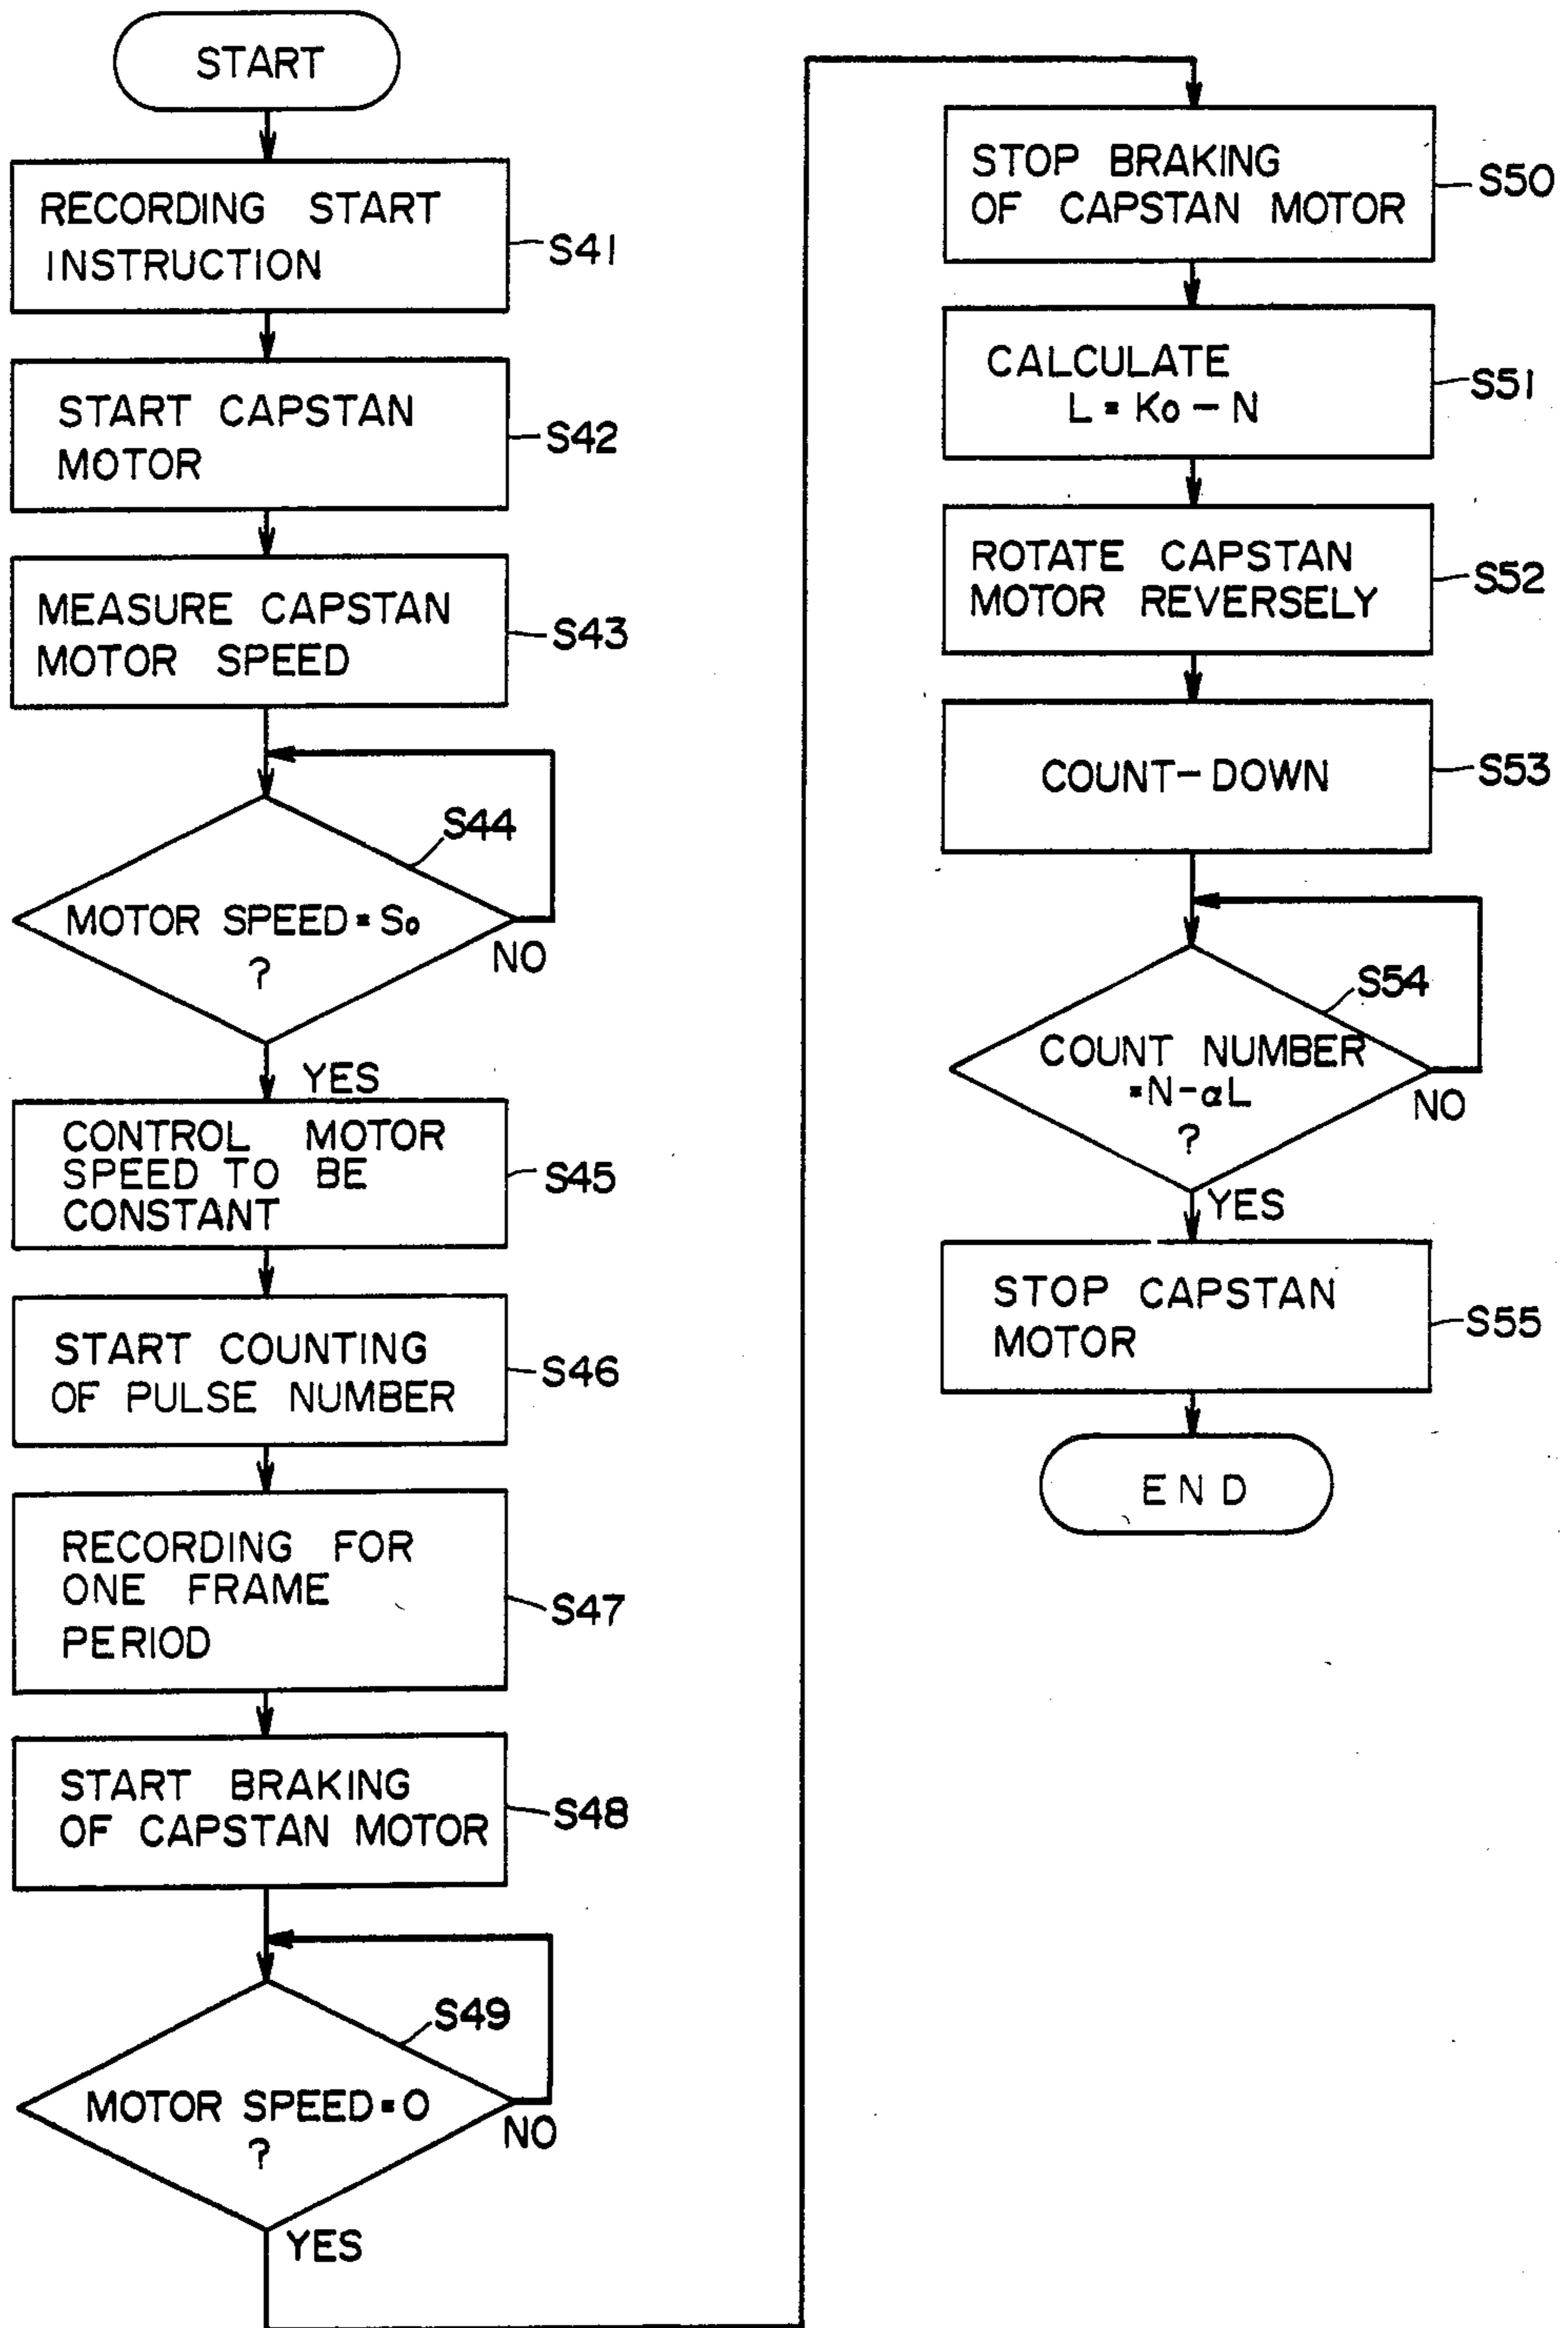 START
RECORDING START
INSTRUCTION
S41
START CAPSTAN
MOTOR
S42
MEASURE CAPSTAN
MOTOR SPEED
S43
S44
MOTOR SPEED = So
?
NO
YES
CONTROL MOTOR
SPEED TO BE
CONSTANT
S45
START COUNTING
OF PULSE NUMBER
S46
RECORDING FOR
ONE FRAME
PERIOD
S47
START BRAKING
OF CAPSTAN MOTOR
S48
S49
MOTOR SPEED = 0
?
NO
YES
STOP BRAKING
OF CAPSTAN MOTOR
S50
CALCULATE
L = Ko - N
S51
ROTATE CAPSTAN
MOTOR REVERSELY
S52
COUNT-DOWN
S53
S54
COUNT NUMBER
= N-αL
?
NO
YES
STOP CAPSTAN
MOTOR
S55
END